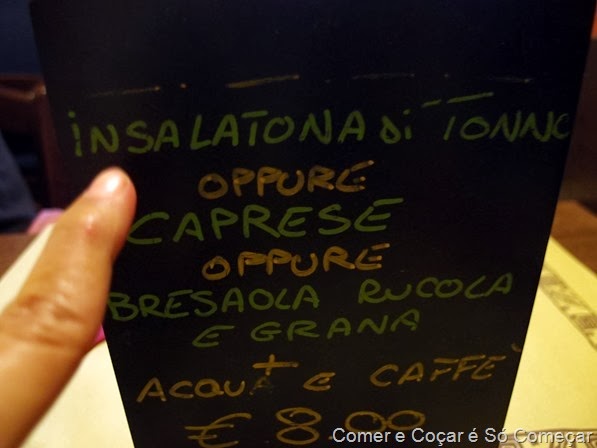 INSALATONA di TONNO
OPPURE
CAPRESE
OPPURE
BRESAOLA RUCOLA
E GRANA
+
ACQUA E CAFFE'
€ 8.00
Comer e Coçar é Só Começar